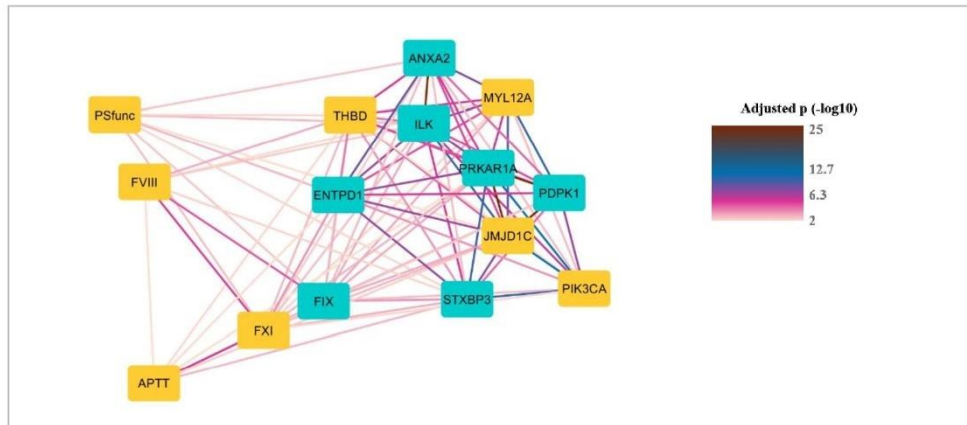 ANXA2
MYL12A
PSfunc
THBD
ILK
Adjusted p (-log10)
25
12.7
6.3
2
PRKAR1A
FVIII
ENTPD1
PDPK1
JMJD1C
PIK3CA
FIX
STXBP3
FXI
APTT